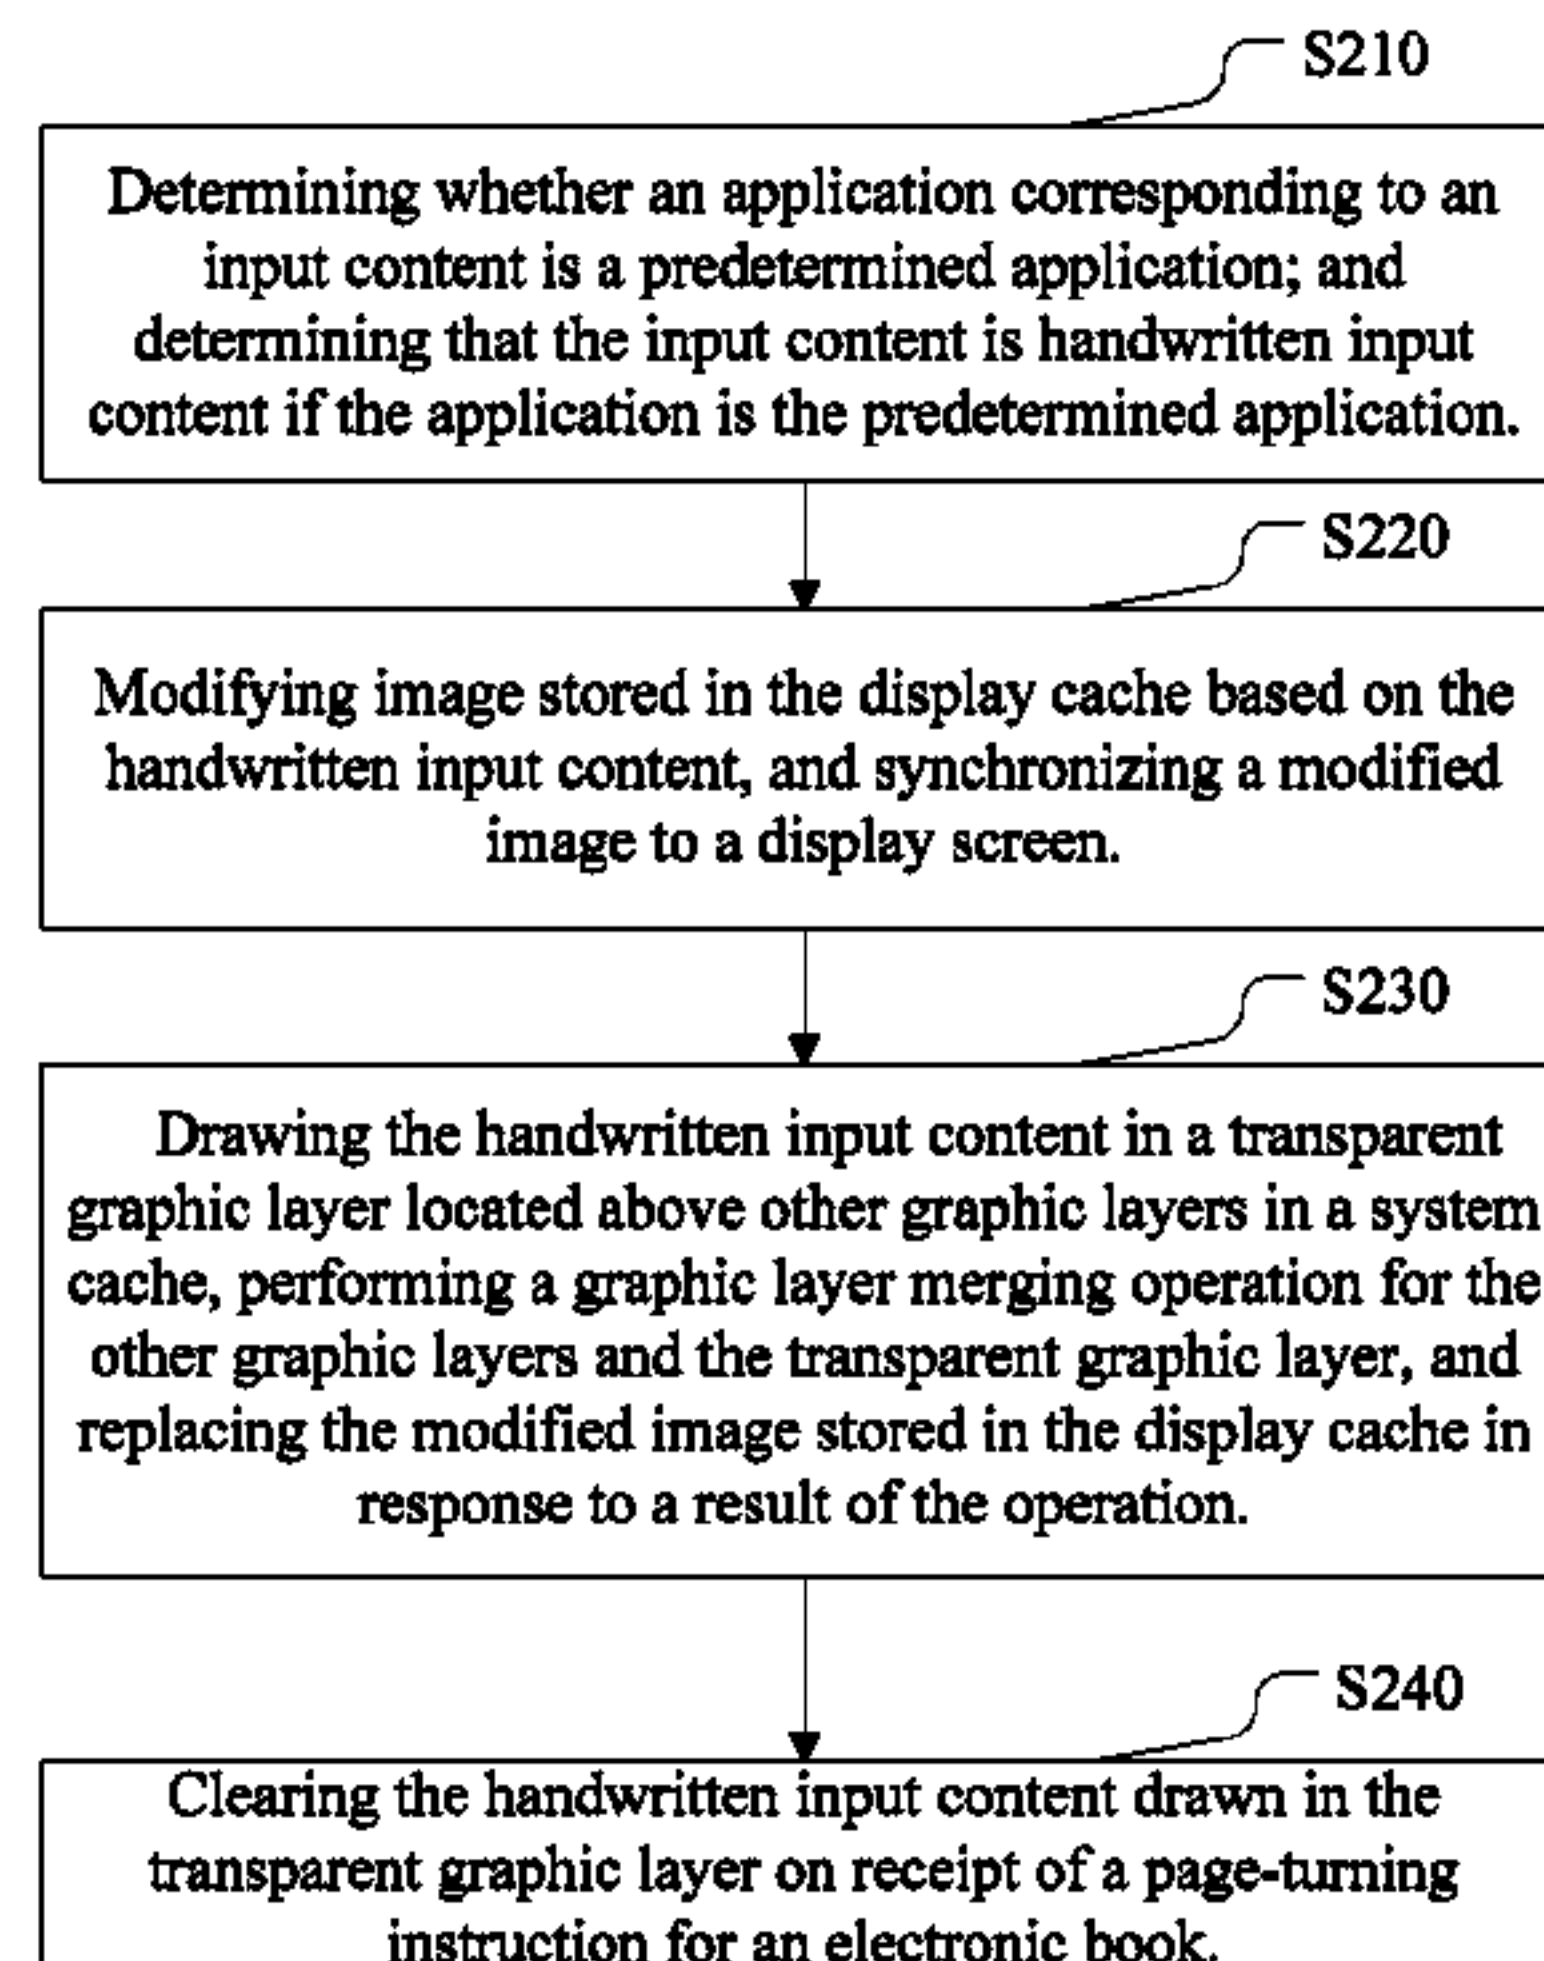 S210
Determining whether an application corresponding to an
input content is a predetermined application; and
determining that the input content is handwritten input
content if the application is the predetermined application.
S220
Modifying image stored in the display cache based on the
handwritten input content, and synchronizing a modified
image to a display screen.
S230
Drawing the handwritten input content in a transparent
graphic layer located above other graphic layers in a system
cache, performing a graphic layer merging operation for the
other graphic layers and the transparent graphic layer, and
replacing the modified image stored in the display cache in
response to a result of the operation.
S240
Clearing the handwritten input content drawn in the
transparent graphic layer on receipt of a page-turning
instruction for an electronic book.